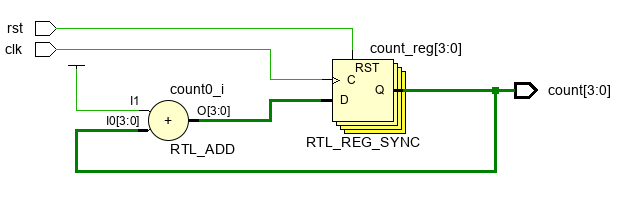 rst
clk
count_reg[3:0]
RST
C
D
Q
count[3:0]
count0_i
I1
I0[3:0]
+
O[3:0]
RTL_ADD
RTL_REG_SYNC